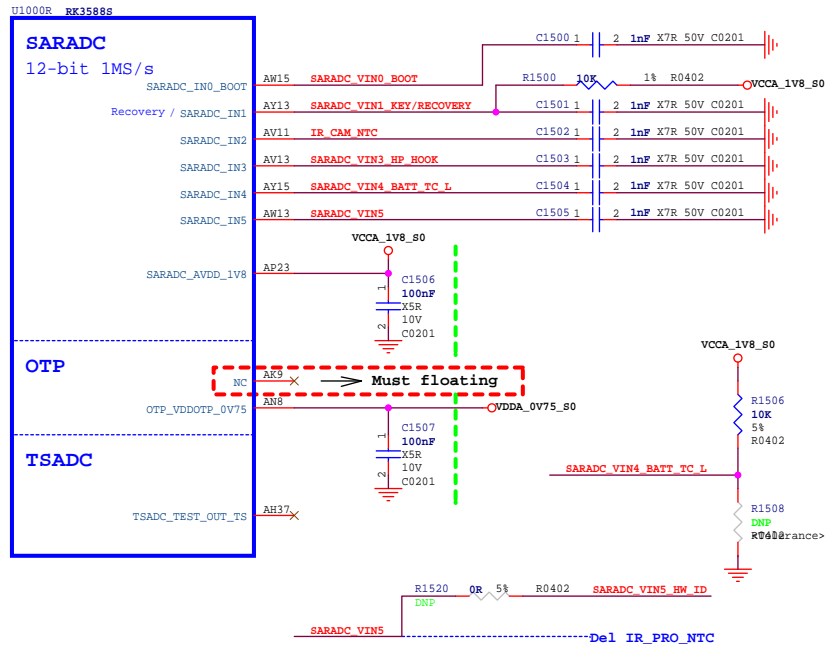 U1000R RK3588S
SARADC
12-bit 1MS/s
C1500 1 2 1nF X7R 50V C0201
SARADC_IN0_BOOT AW15 SARADC_VIN0_BOOT R1500 10K 1% R0402 VCCA_1V8_S0
Recovery / SARADC_IN1 AY13 SARADC_VIN1_KEY/RECOVERY C1501 1 2 1nF X7R 50V C0201
SARADC_IN2 AV11 IR_CAM_NTC C1502 1 2 1nF X7R 50V C0201
SARADC_IN3 AV13 SARADC_VIN3_HP_HOOK C1503 1 2 1nF X7R 50V C0201
SARADC_IN4 AY15 SARADC_VIN4_BATT_TC_L C1504 1 2 1nF X7R 50V C0201
SARADC_IN5 AW13 SARADC_VIN5 C1505 1 2 1nF X7R 50V C0201
VCCA_1V8_S0
SARADC_AVDD_1V8 AP23
1 C1506
100nF
X5R
2 10V
C0201
OTP
NC AK9 Must floating
OTP_VDDOTP_0V75 AN8 VDDA_0V75_S0
1 C1507
100nF
X5R
2 10V
C0201
TSADC
TSADC_TEST_OUT_TS AH37
VCCA_1V8_S0
R1506
10K
5%
R0402
SARADC_VIN4_BATT_TC_L
R1508
DNP
R0402
<Tolerance>
R1520 0R 5% R0402 SARADC_VIN5_HW_ID
DNP
SARADC_VIN5
Del IR_PRO_NTC